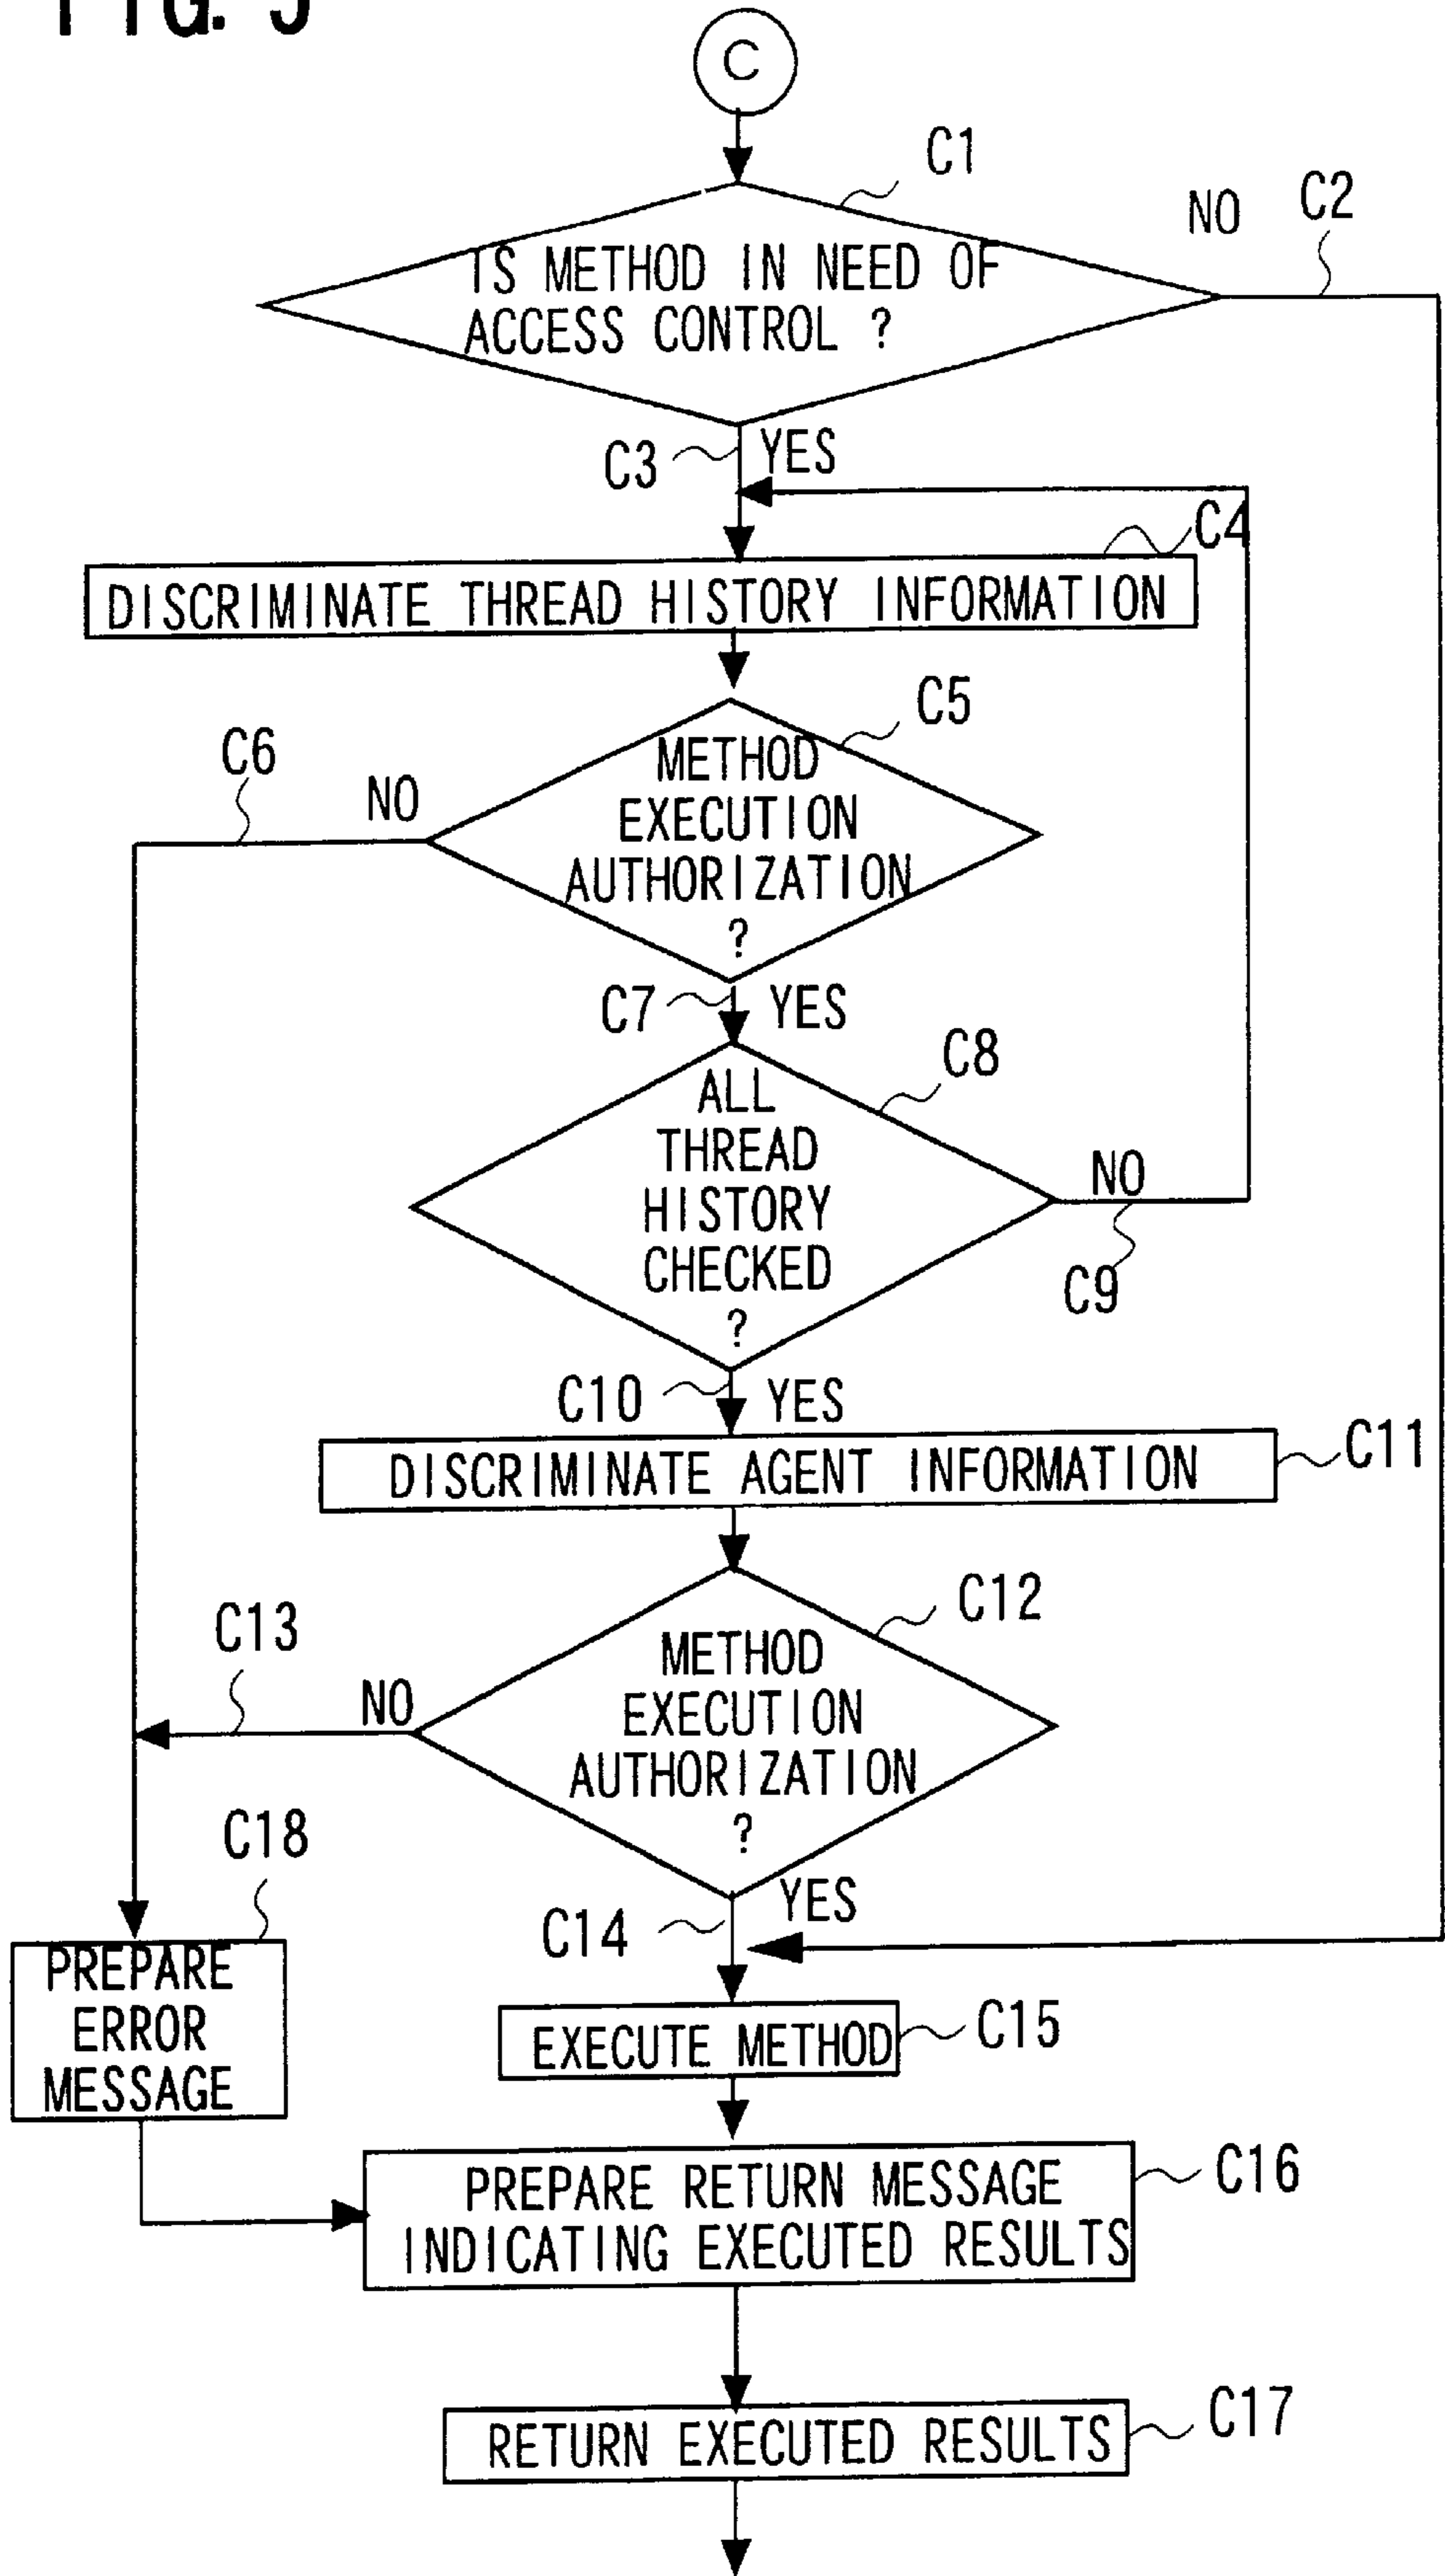 C
C1
NO
C2
IS METHOD IN NEED OF
ACCESS CONTROL ?
C3
YES
C4
DISCRIMINATE THREAD HISTORY INFORMATION
C5
C6
NO
METHOD
EXECUTION
AUTHORIZATION
?
C7
YES
C8
ALL
THREAD
HISTORY
CHECKED
?
NO
C9
C10
YES
DISCRIMINATE AGENT INFORMATION
C11
C12
C13
NO
METHOD
EXECUTION
AUTHORIZATION
?
C18
YES
C14
PREPARE
ERROR
MESSAGE
EXECUTE METHOD
C15
PREPARE RETURN MESSAGE
INDICATING EXECUTED RESULTS
C16
RETURN EXECUTED RESULTS
C17